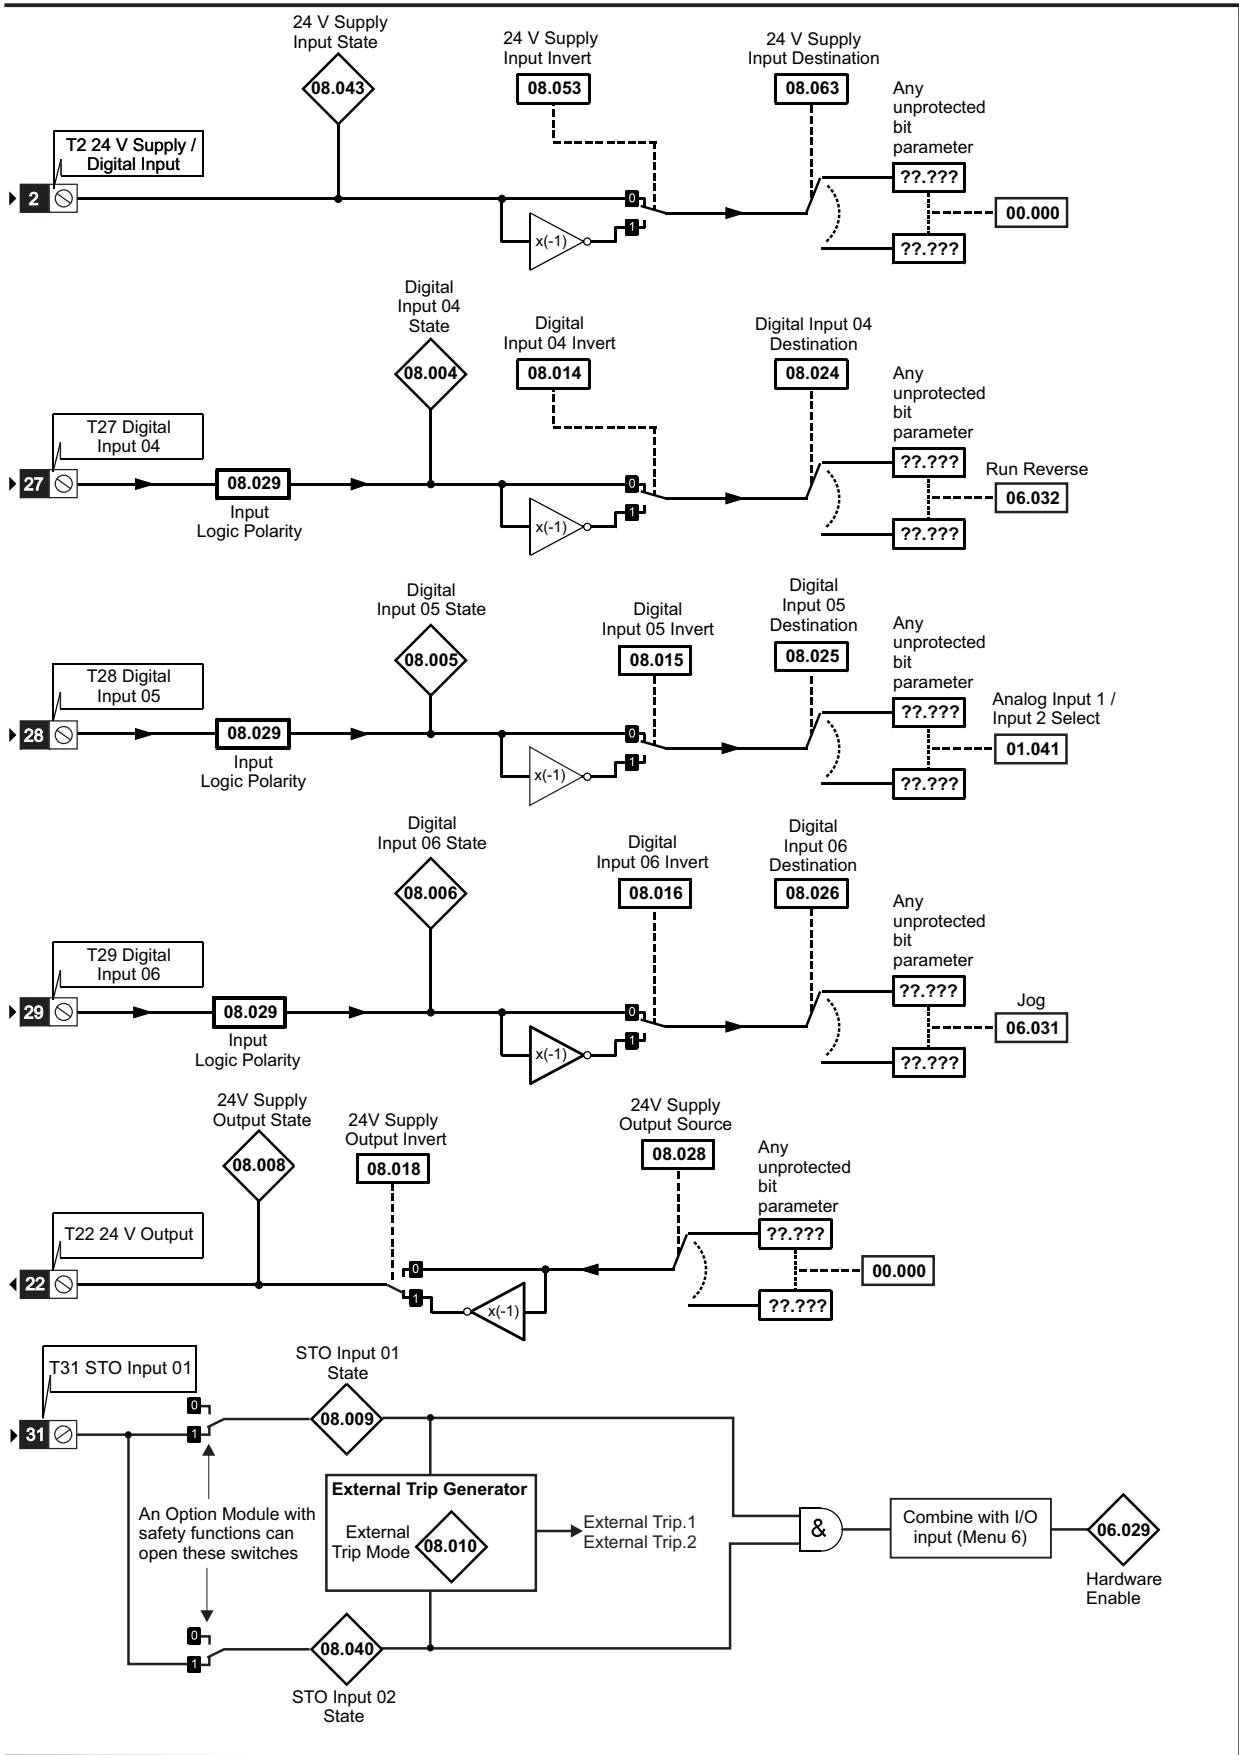 24 V Supply
Input State
08.043
24 V Supply
Input Invert
08.053
24 V Supply
Input Destination
08.063
Any
unprotected
bit
parameter
T2 24 V Supply /
Digital Input
2
0
1
x(-1)
??.???
??.???
00.000
Digital
Input 04
State
08.004
Digital
Input 04 Invert
08.014
Digital Input 04
Destination
08.024
Any
unprotected
bit
parameter
T27 Digital
Input 04
27
08.029
Input
Logic Polarity
0
1
x(-1)
??.???
??.???
Run Reverse
06.032
Digital
Input 05 State
08.005
Digital
Input 05 Invert
08.015
Digital
Input 05
Destination
08.025
Any
unprotected
bit
parameter
T28 Digital
Input 05
28
08.029
Input
Logic Polarity
0
1
x(-1)
??.???
??.???
Analog Input 1 /
Input 2 Select
01.041
Digital
Input 06 State
08.006
Digital
Input 06 Invert
08.016
Digital
Input 06
Destination
08.026
Any
unprotected
bit
parameter
T29 Digital
Input 06
29
08.029
Input
Logic Polarity
0
1
x(-1)
??.???
??.???
Jog
06.031
24V Supply
Output State
08.008
24V Supply
Output Invert
08.018
24V Supply
Output Source
08.028
Any
unprotected
bit
parameter
T22 24 V Output
22
0
1
x(-1)
??.???
??.???
00.000
T31 STO Input 01
31
0
1
STO Input 01
State
08.009
An Option Module with
safety functions can
open these switches
External Trip Generator
External
Trip Mode
08.010
External Trip.1
External Trip.2
&
Combine with I/O
input (Menu 6)
06.029
Hardware
Enable
0
1
08.040
STO Input 02
State